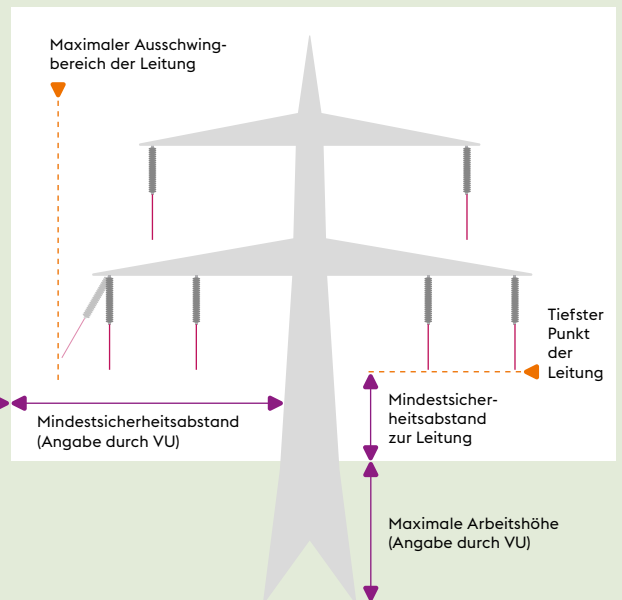 Maximaler Ausschwing-
bereich der Leitung
Tiefster
Punkt
der
Leitung
Mindestsicherheitsabstand
(Angabe durch VU)
Mindestsicher-
heitsabstand
zur Leitung
Maximale Arbeitshöhe
(Angabe durch VU)